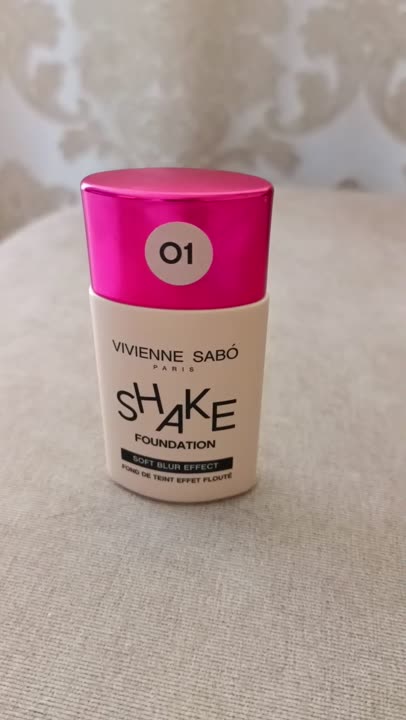 01
VIVIENNE SABÓ
PARIS
SHAKE
FOUNDATION
SOFT BLUR EFFECT
FOND DE TEINT EFFET FLOUTÉ